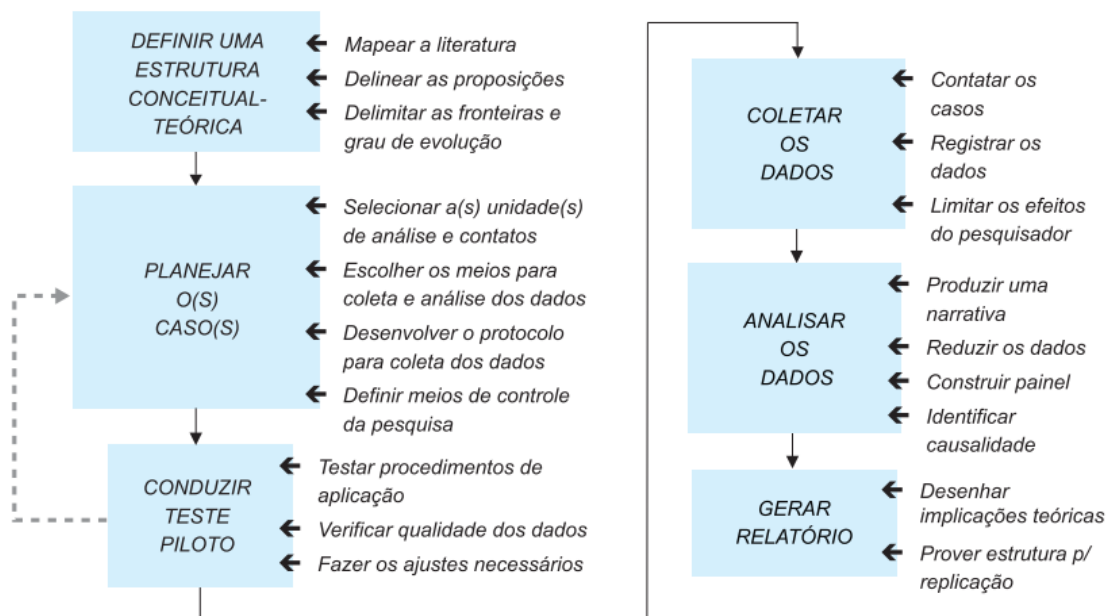 DEFINIR UMA
ESTRUTURA
CONCEITUAL-
TEÓRICA
Mapear a literatura
Delinear as proposições
Delimitar as fronteiras e
grau de evolução
PLANEJAR
O(S)
CASO(S)
Selecionar a(s) unidade(s)
de análise e contatos
Escolher os meios para
coleta e análise dos dados
Desenvolver o protocolo
para coleta dos dados
Definir meios de controle
da pesquisa
CONDUZIR
TESTE
PILOTO
Testar procedimentos de
aplicação
Verificar qualidade dos dados
Fazer os ajustes necessários
COLETAR
OS
DADOS
Contatar os
casos
Registrar os
dados
Limitar os efeitos
do pesquisador
ANALISAR
OS
DADOS
Produzir uma
narrativa
Reduzir os dados
Construir painel
Identificar
causalidade
GERAR
RELATÓRIO
Desenhar
implicações teóricas
Prover estrutura p/
replicação